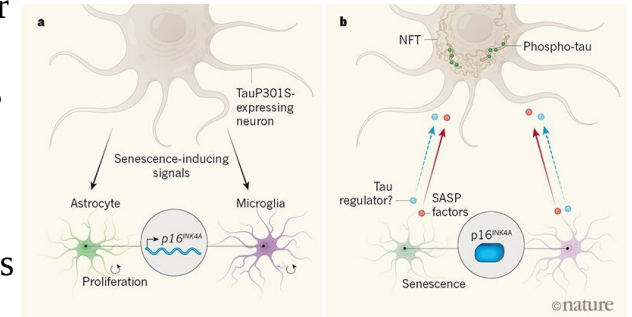 r
s
a
TauP301S-
expressing
neuron
Senescence-inducing
signals
Astrocyte
Microglia
p16INK4A
Proliferation
b
NFT
Phospho-tau
Tau
regulator?
SASP
factors
p16INK4A
Senescence
©nature